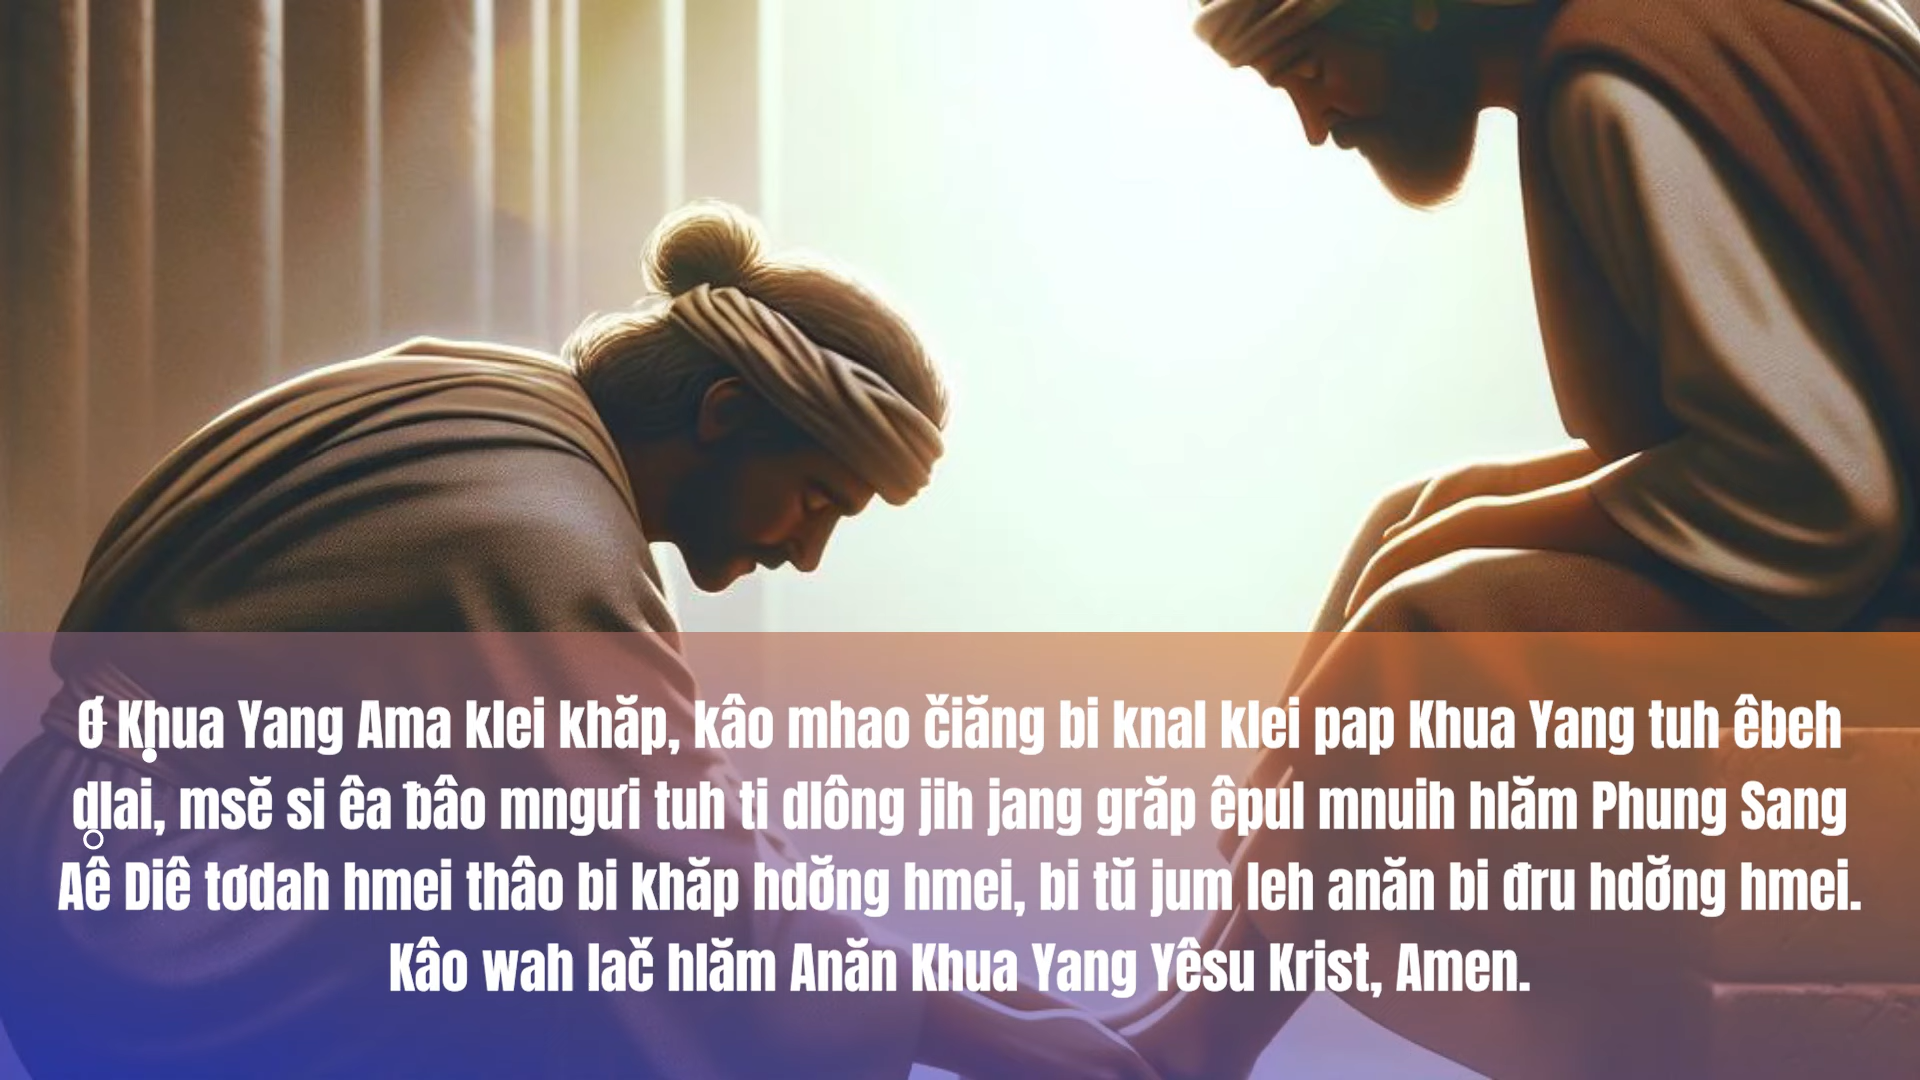 Ơ Khua Yang Ama klei khăp, kâo mhao čiăng bi knal klei pap Khua Yang tuh êbeh
dlai, msĕ si êa ƀâo mngưi tuh ti dlông jih jang grăp êpul mnuih hlăm Phung Sang
Aê Diê tơdah hmei thâo bi khăp hdơ̆ng hmei, bi tŭ jum leh anăn bi đru hdơ̆ng hmei.
Kâo wah lač hlăm Anăn Khua Yang Yêsu Krist, Amen.